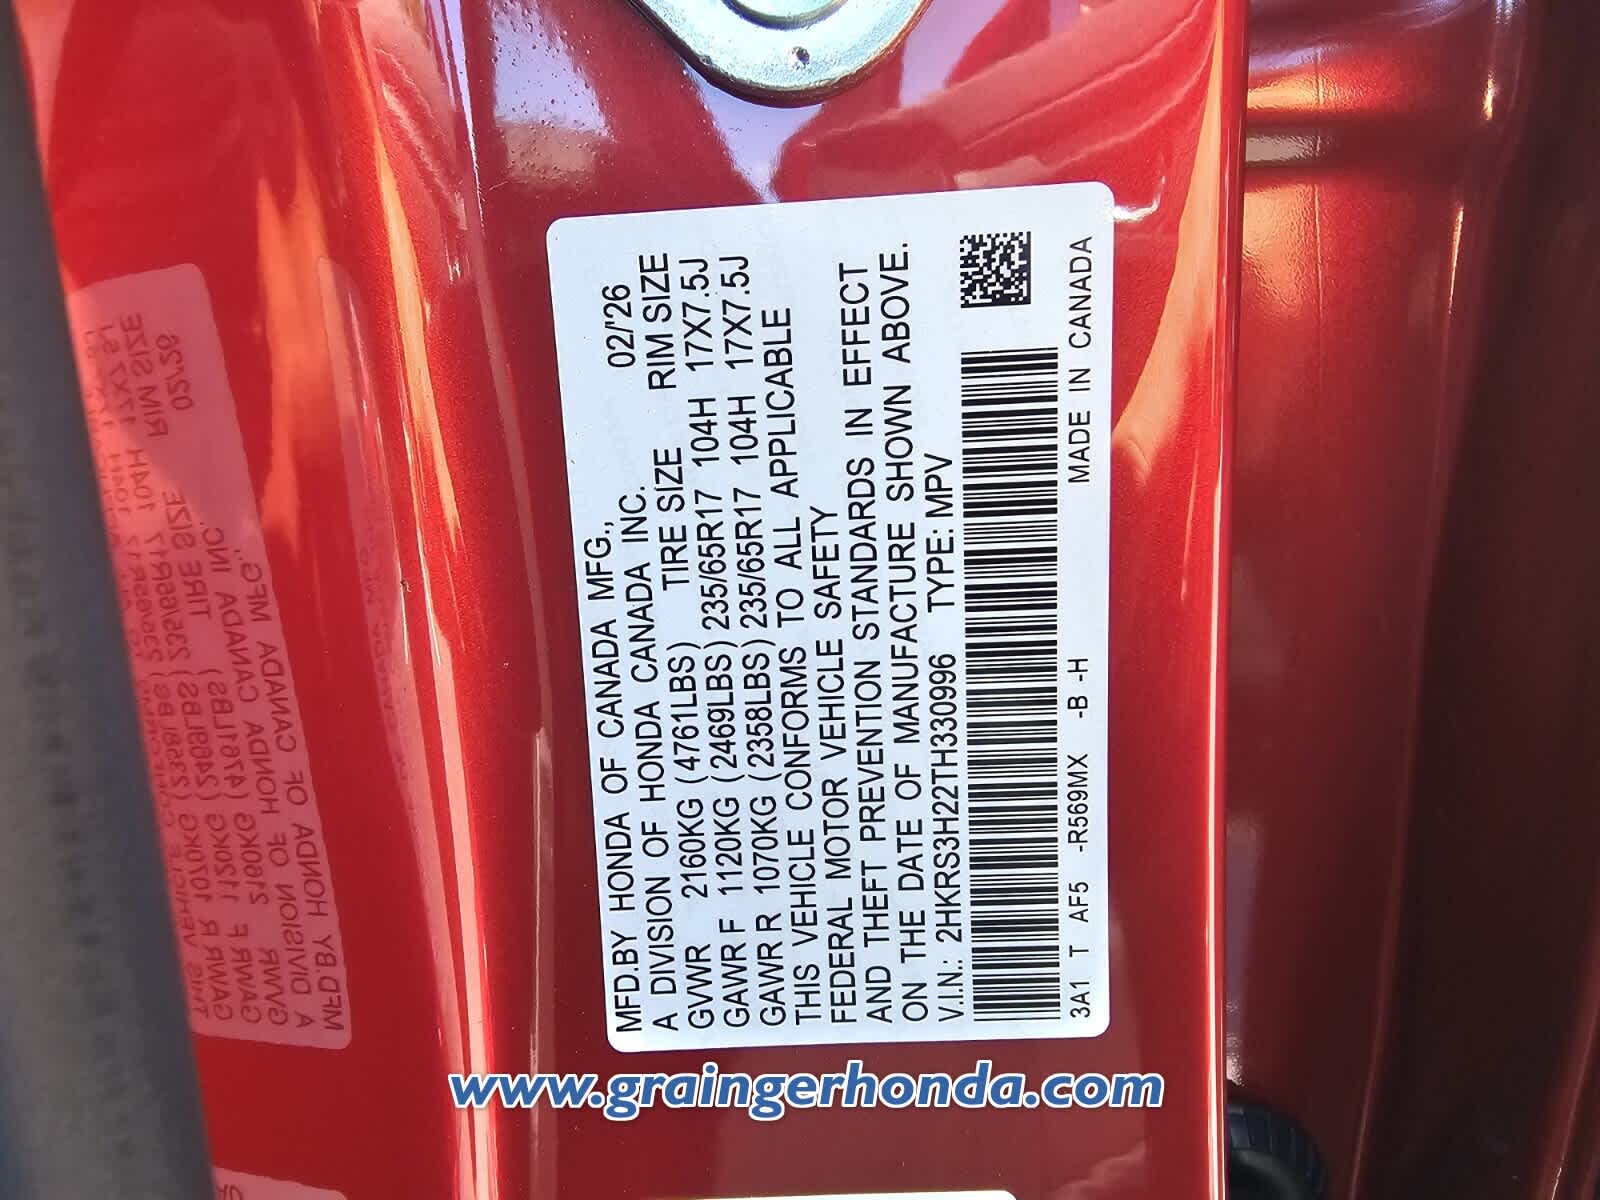 MFD.BY HONDA OF CANADA MFG., 02/'26
A DIVISION OF HONDA CANADA INC.
TIRE SIZE RIM SIZE
GVWR 2160KG (4761LBS)
GAWR F 1120KG (2469LBS) 235/65R17 104H 17X7.5J
GAWR R 1070KG (2358LBS) 235/65R17 104H 17X7.5J
THIS VEHICLE CONFORMS TO ALL APPLICABLE
FEDERAL MOTOR VEHICLE SAFETY
AND THEFT PREVENTION STANDARDS IN EFFECT
ON THE DATE OF MANUFACTURE SHOWN ABOVE.
V.I.N.: 2HKRS3H22TH330996 TYPE: MPV
3A1 T AF5 -R569MX -B -H MADE IN CANADA
www.graingerhonda.com